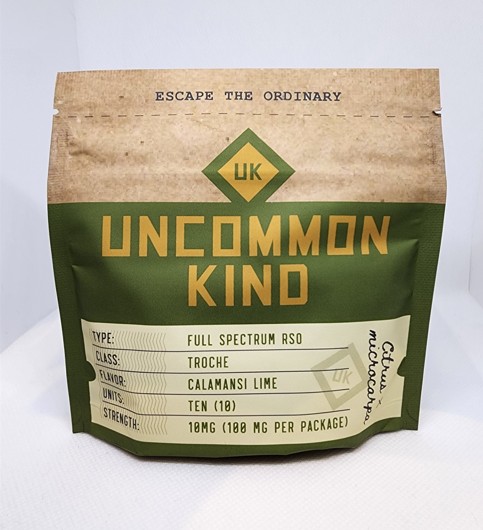 ESCAPE THE ORDINARY
UK
UNCOMMON
KIND
TYPE: FULL SPECTRUM RSO
CLASS: TROCHE
FLAVOR: CALAMANSI LIME
UNITS: TEN (10)
STRENGTH: 10MG (100 MG PER PACKAGE)
UK
Citrus ×
microcarpa